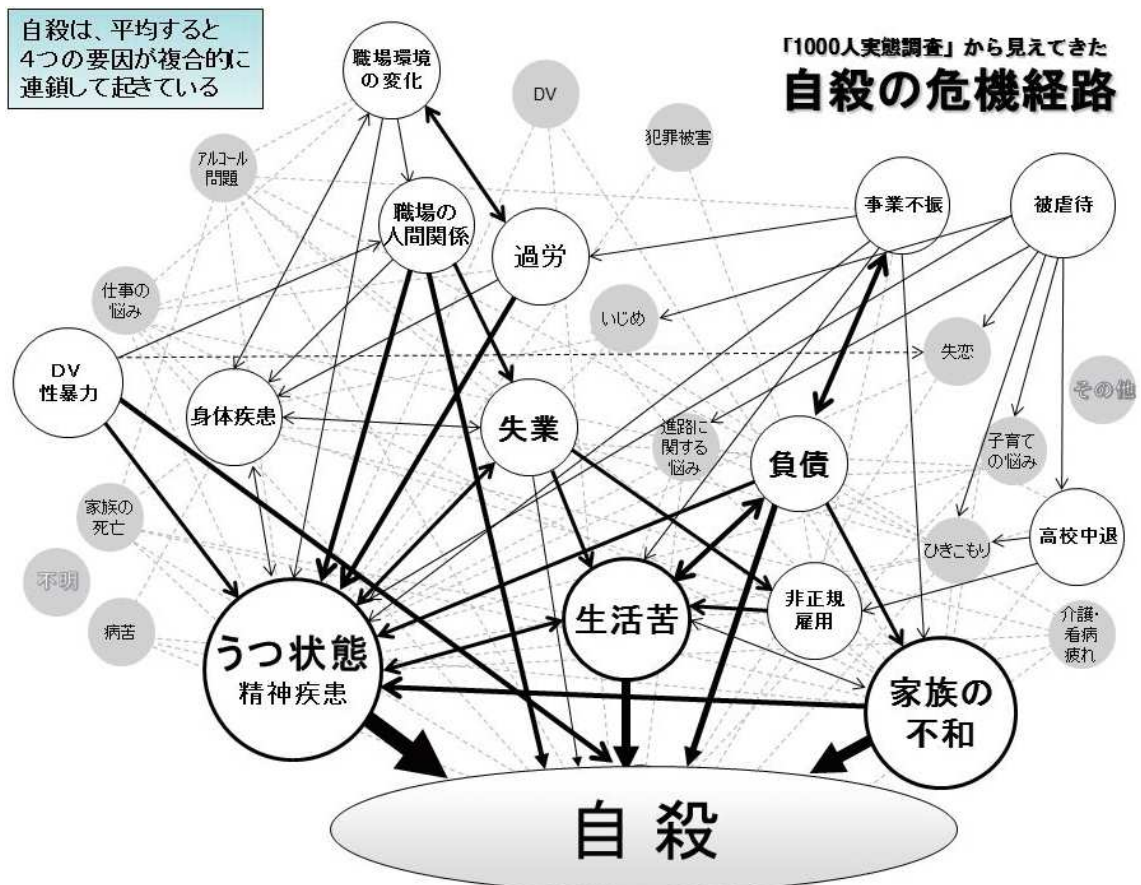 自殺は、平均すると
4つの要因が複合的に
連鎖して起きている
「1000人実態調査」から見えてきた
自殺の危機経路
職場環境
の変化
DV
犯罪被害
アルコール
問題
職場の
人間関係
過労
事業不振
被虐待
仕事の
悩み
いじめ
失恋
DV
性暴力
その他
身体疾患
失業
進路に
関する
悩み
負債
子育て
の悩み
家族の
死亡
ひきこもり
高校中退
不明
病苦
うつ状態
精神疾患
生活苦
非正規
雇用
介護・
看病
疲れ
家族の
不和
自殺